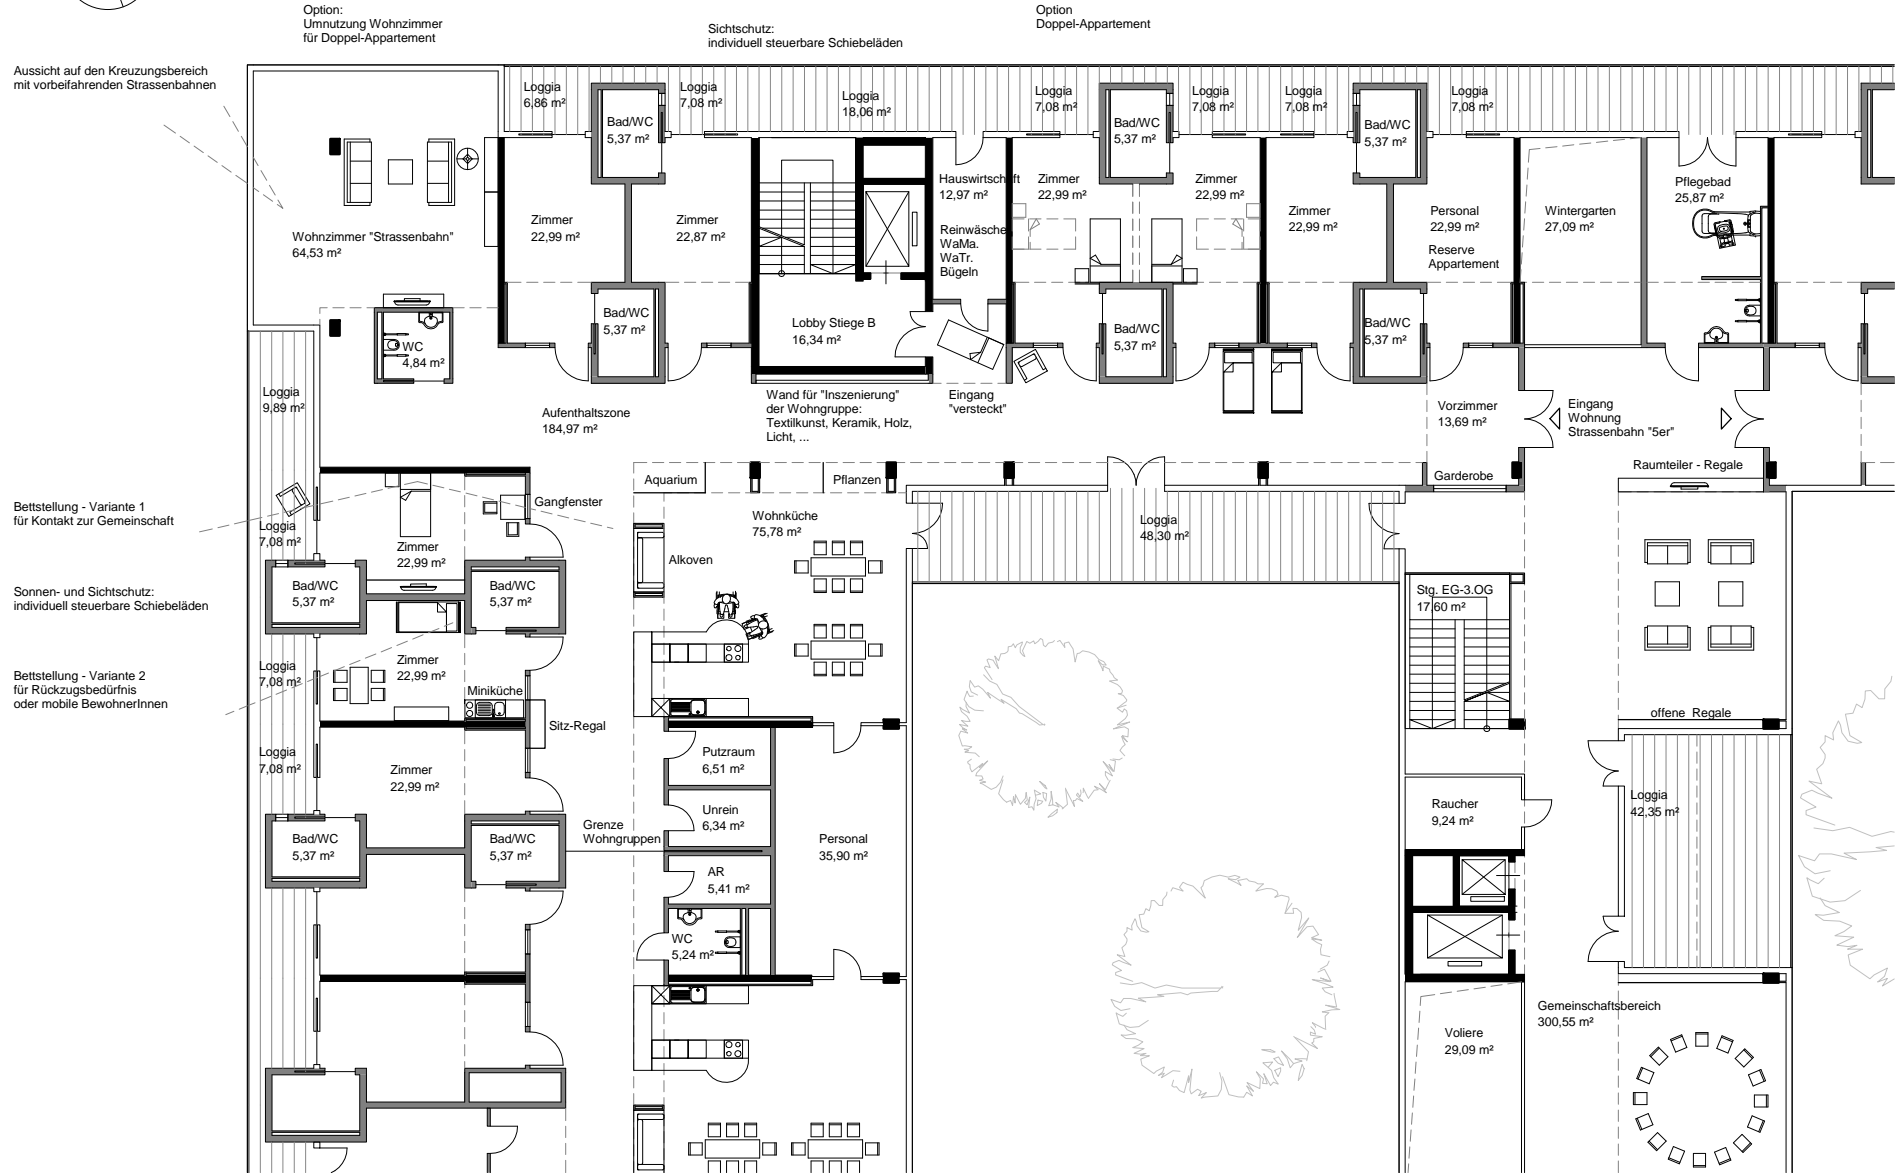 Option:
Umnutzung Wohnzimmer
für Doppel-Appartement
Sichtschutz:
individuell steuerbare Schiebeläden
Option
Doppel-Appartement
Aussicht auf den Kreuzungsbereich
mit vorbeifahrenden Strassenbahnen
Loggia
6,86 m²
Loggia
7,08 m²
Loggia
18,06 m²
Loggia
7,08 m²
Loggia
7,08 m²
Loggia
7,08 m²
Loggia
7,08 m²
Bad/WC
5,37 m²
Bad/WC
5,37 m²
Bad/WC
5,37 m²
Wohnzimmer "Strassenbahn"
64,53 m²
Zimmer
22,99 m²
Zimmer
22,87 m²
Hauswirtschaft
12,97 m²
Reinwäsche
WaMa.
WaTr.
Bügeln
Zimmer
22,99 m²
Zimmer
22,99 m²
Zimmer
22,99 m²
Personal
22,99 m²
Reserve
Appartement
Wintergarten
27,09 m²
Pflegebad
25,87 m²
WC
4,84 m²
Bad/WC
5,37 m²
Lobby Stiege B
16,34 m²
Bad/WC
5,37 m²
Bad/WC
5,37 m²
Loggia
9,89 m²
Aufenthaltszone
184,97 m²
Wand für "Inszenierung"
der Wohngruppe:
Textilkunst, Keramik, Holz,
Licht, ...
Eingang
"versteckt"
Vorzimmer
13,69 m²
Eingang
Wohnung
Strassenbahn "5er"
Aquarium
Pflanzen
Garderobe
Raumteiler - Regale
Bettstellung - Variante 1
für Kontakt zur Gemeinschaft
Gangfenster
Loggia
7,08 m²
Zimmer
22,99 m²
Wohnküche
75,78 m²
Loggia
48,30 m²
Alkoven
Sonnen- und Sichtschutz:
individuell steuerbare Schiebeläden
Bad/WC
5,37 m²
Bad/WC
5,37 m²
Stg. EG-3.OG
17,60 m²
Bettstellung - Variante 2
für Rückzugsbedürfnis
oder mobile BewohnerInnen
Loggia
7,08 m²
Zimmer
22,99 m²
Miniküche
Sitz-Regal
offene Regale
Loggia
7,08 m²
Zimmer
22,99 m²
Putzraum
6,51 m²
Unrein
6,34 m²
Grenze
Wohngruppen
Personal
35,90 m²
Raucher
9,24 m²
Loggia
42,35 m²
Bad/WC
5,37 m²
Bad/WC
5,37 m²
AR
5,41 m²
WC
5,24 m²
Gemeinschaftsbereich
300,55 m²
Voliere
29,09 m²